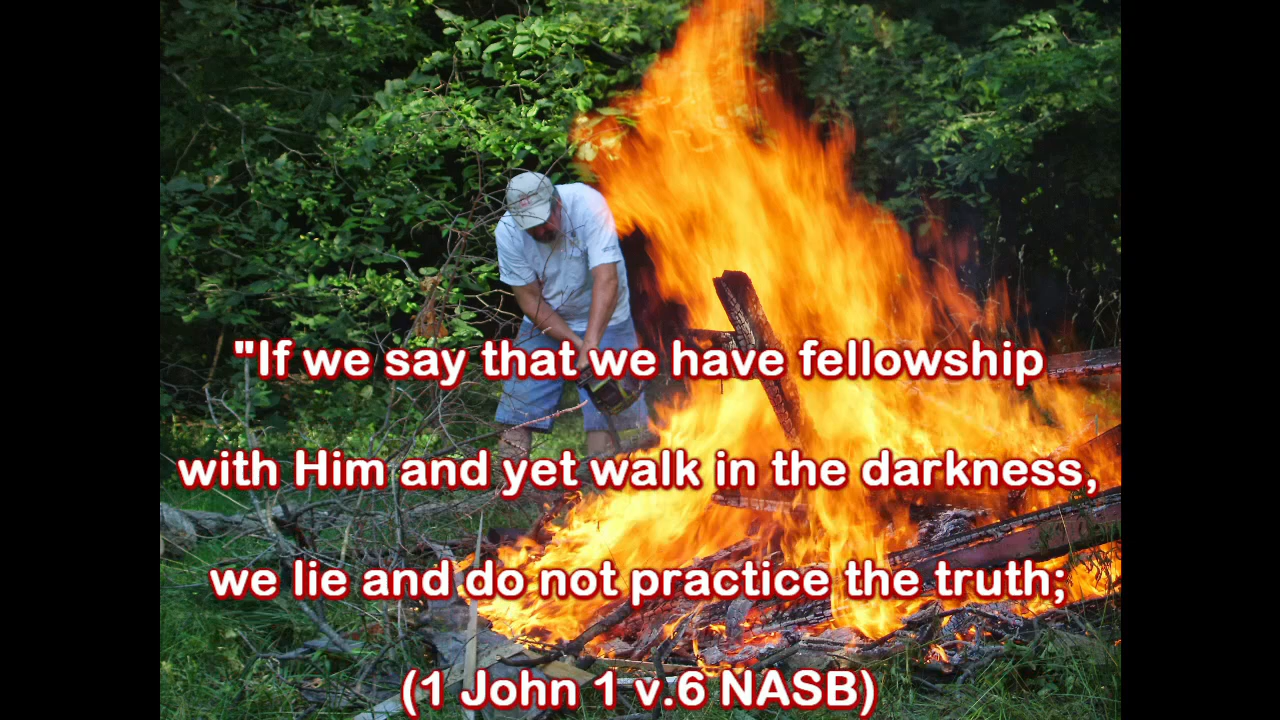 "If we say that we have fellowship
with Him and yet walk in the darkness,
we lie and do not practice the truth;
(1 John 1 v.6 NASB)